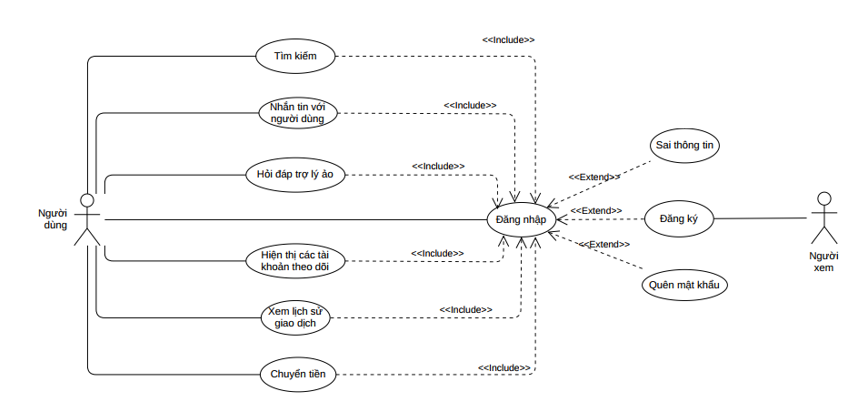 <<Include>>
Tìm kiếm
<<Include>>
Nhắn tin với
người dùng
Sai thông tin
<<Include>>
Hỏi đáp trợ lý ảo
<<Extend>>
Người
dùng
<<Extend>>
Đăng nhập
Đăng ký
<<Extend>>
Người
xem
Hiện thị các tài
khoản theo dõi
<<Include>>
Quên mật khẩu
Xem lịch sử
giao dịch
<<Include>>
Chuyển tiền
<<Include>>